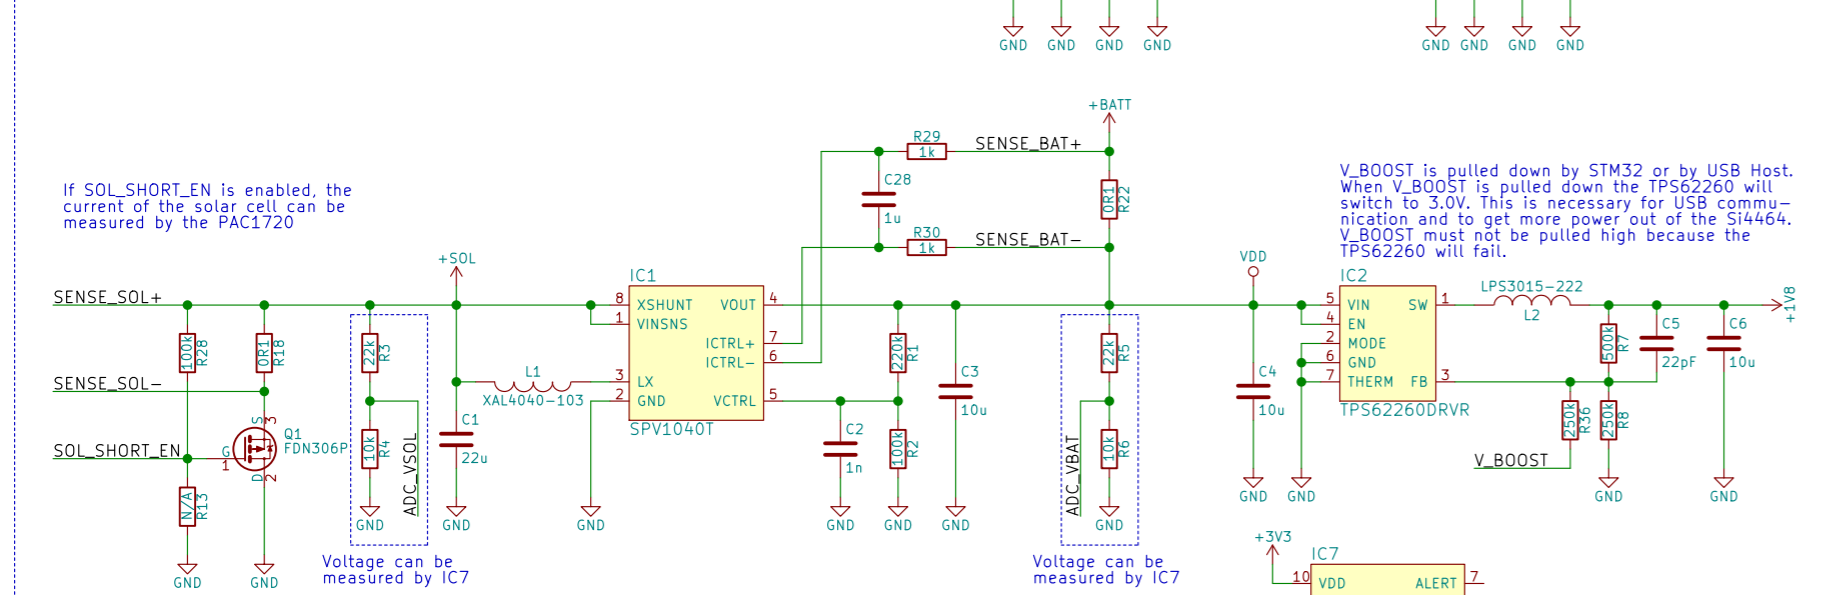 GND GND GND GND GND GND GND GND
+BATT
R29
1k
SENSE_BAT+
C28
1u
0R1
R22
R30
1k
SENSE_BAT-
If SOL_SHORT_EN is enabled, the
current of the solar cell can be
measured by the PAC1720
V_BOOST is pulled down by STM32 or by USB Host.
When V_BOOST is pulled down the TPS62260 will
switch to 3.0V. This is necessary for USB commu-
nication and to get more power out of the Si4464.
V_BOOST must not be pulled high because the
TPS62260 will fail.
SENSE_SOL+
100k
R28
0R1
R18
SENSE_SOL-
SOL_SHORT_EN
G
1
S
3
D
2
Q1
FDN306P
N/A
R13
GND
GND
22k
R3
10k
R4
ADC_VSOL
GND
Voltage can be
measured by IC7
+SOL
L1
XAL4040-103
C1
22u
GND
GND
IC1
8 XSHUNT VOUT 4
1 VINSNS
ICTRL+ 7
ICTRL- 6
3 LX
2 GND VCTRL 5
SPV1040T
220k
R1
C2
1n
100k
R2
C3
10u
GND
GND
GND
22k
R5
10k
R6
ADC_VBAT
GND
Voltage can be
measured by IC7
VDD
C4
10u
GND
GND
IC2
5 VIN SW 1
4 EN
2 MODE
6 GND
7 THERM FB 3
TPS62260DRVR
LPS3015-222
L2
500k
R7
C5
22pF
C6
10u
+1V8
250k
R36
250k
R8
V_BOOST
GND
GND
+3V3
IC7
10 VDD ALERT 7